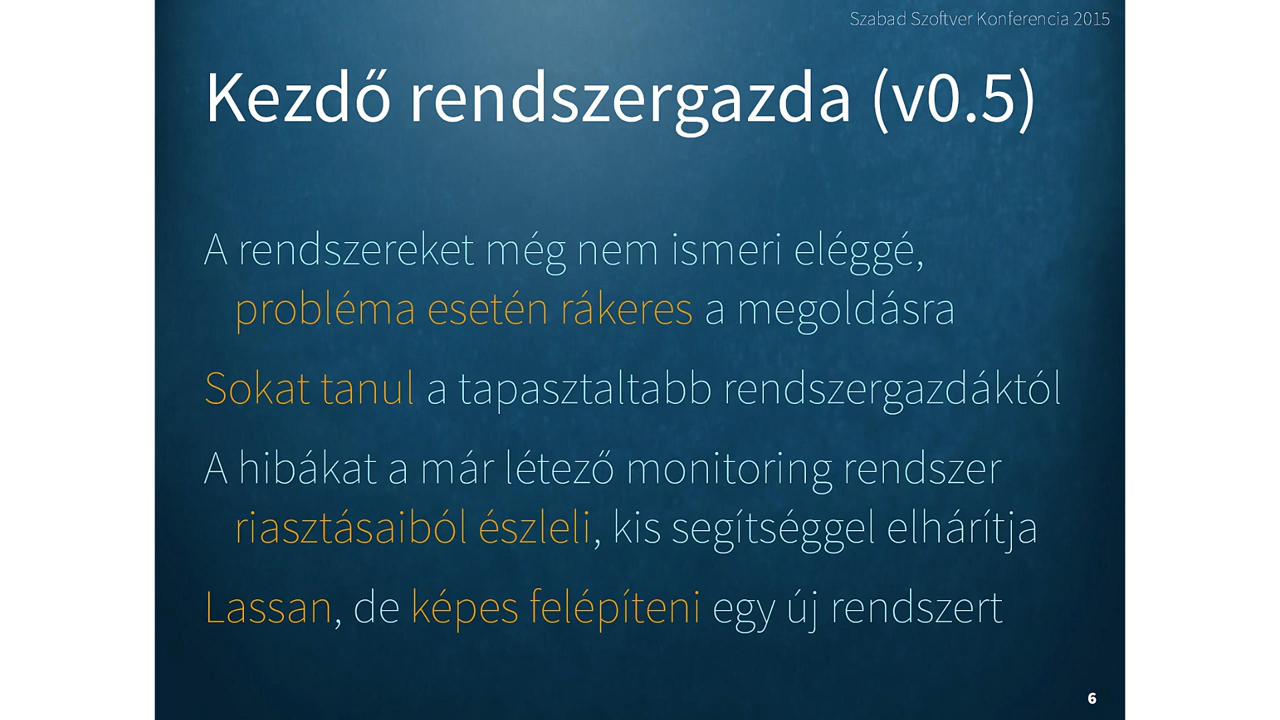 Szabad Szoftver Konferencia 2015
Kezdő rendszergazda (v0.5)
A rendszereket még nem ismeri eléggé,
probléma esetén rákeres a megoldásra
Sokat tanul a tapasztaltabb rendszergazdáktól
A hibákat a már létező monitoring rendszer
riasztásaiból észleli, kis segítséggel elhárítja
Lassan, de képes felépíteni egy új rendszert
6